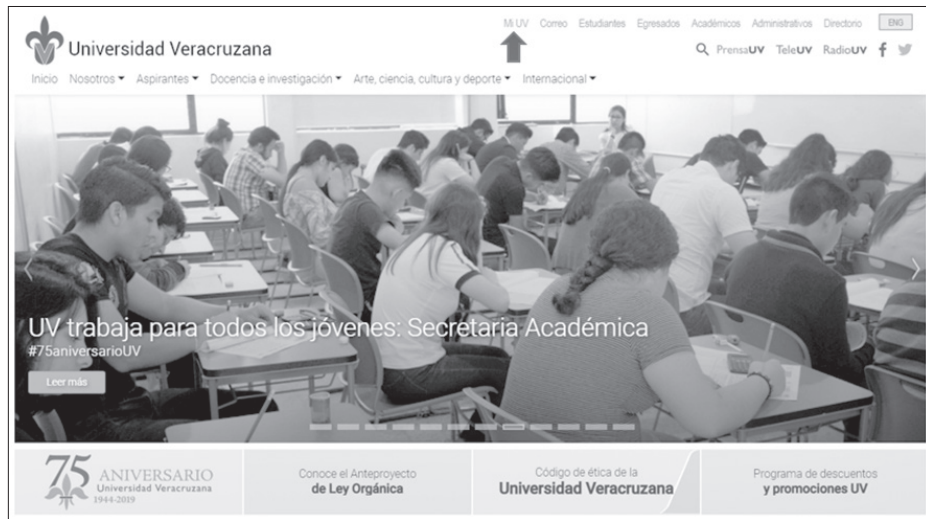 Mi UV Correo Estudiantes Egresados Académicos Administrativos Directorio ENG
Universidad Veracruzana
PrensaUV TeleUV RadioUV
Inicio Nosotros Aspirantes Docencia e investigación Arte, ciencia, cultura y deporte Internacional
UV trabaja para todos los jóvenes: Secretaria Académica
#75aniversarioUV
Leer más
75 ANIVERSARIO
Universidad Veracruzana
1944-2019
Conoce el Anteproyecto
de Ley Orgánica
Código de ética de la
Universidad Veracruzana
Programa de descuentos
y promociones UV